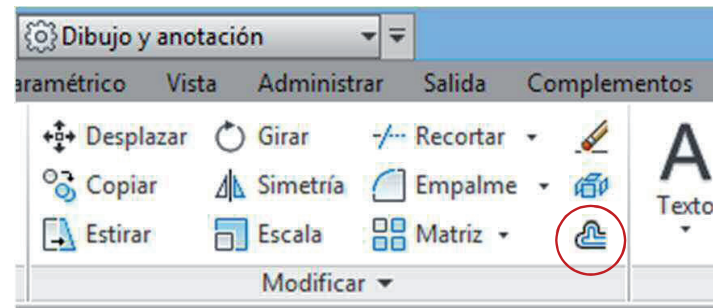 Dibujo y anotación
aramétrico Vista Administrar Salida Complementos
Desplazar Girar Recortar
Copiar Simetría Empalme
Estirar Escala Matriz
A
Texto
Modificar